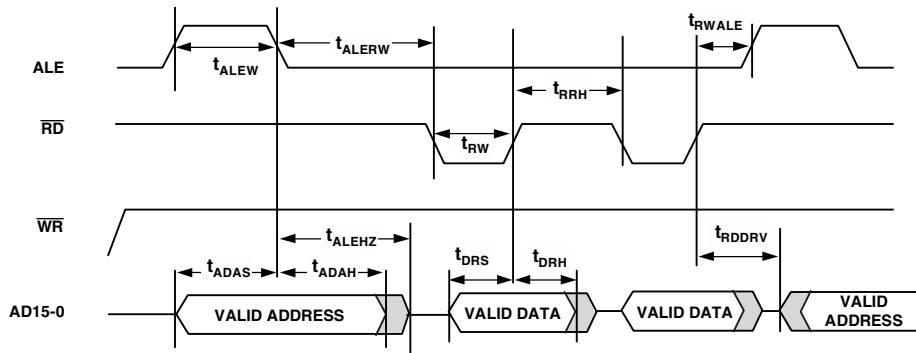 ALE
tALEW
tALERW
tRWALE
tRRH
RD
tRW
WR
tALEHZ
tRDDRV
tADAS
tADAH
tDRS
tDRH
AD15-0
VALID ADDRESS
VALID DATA
VALID DATA
VALID
ADDRESS